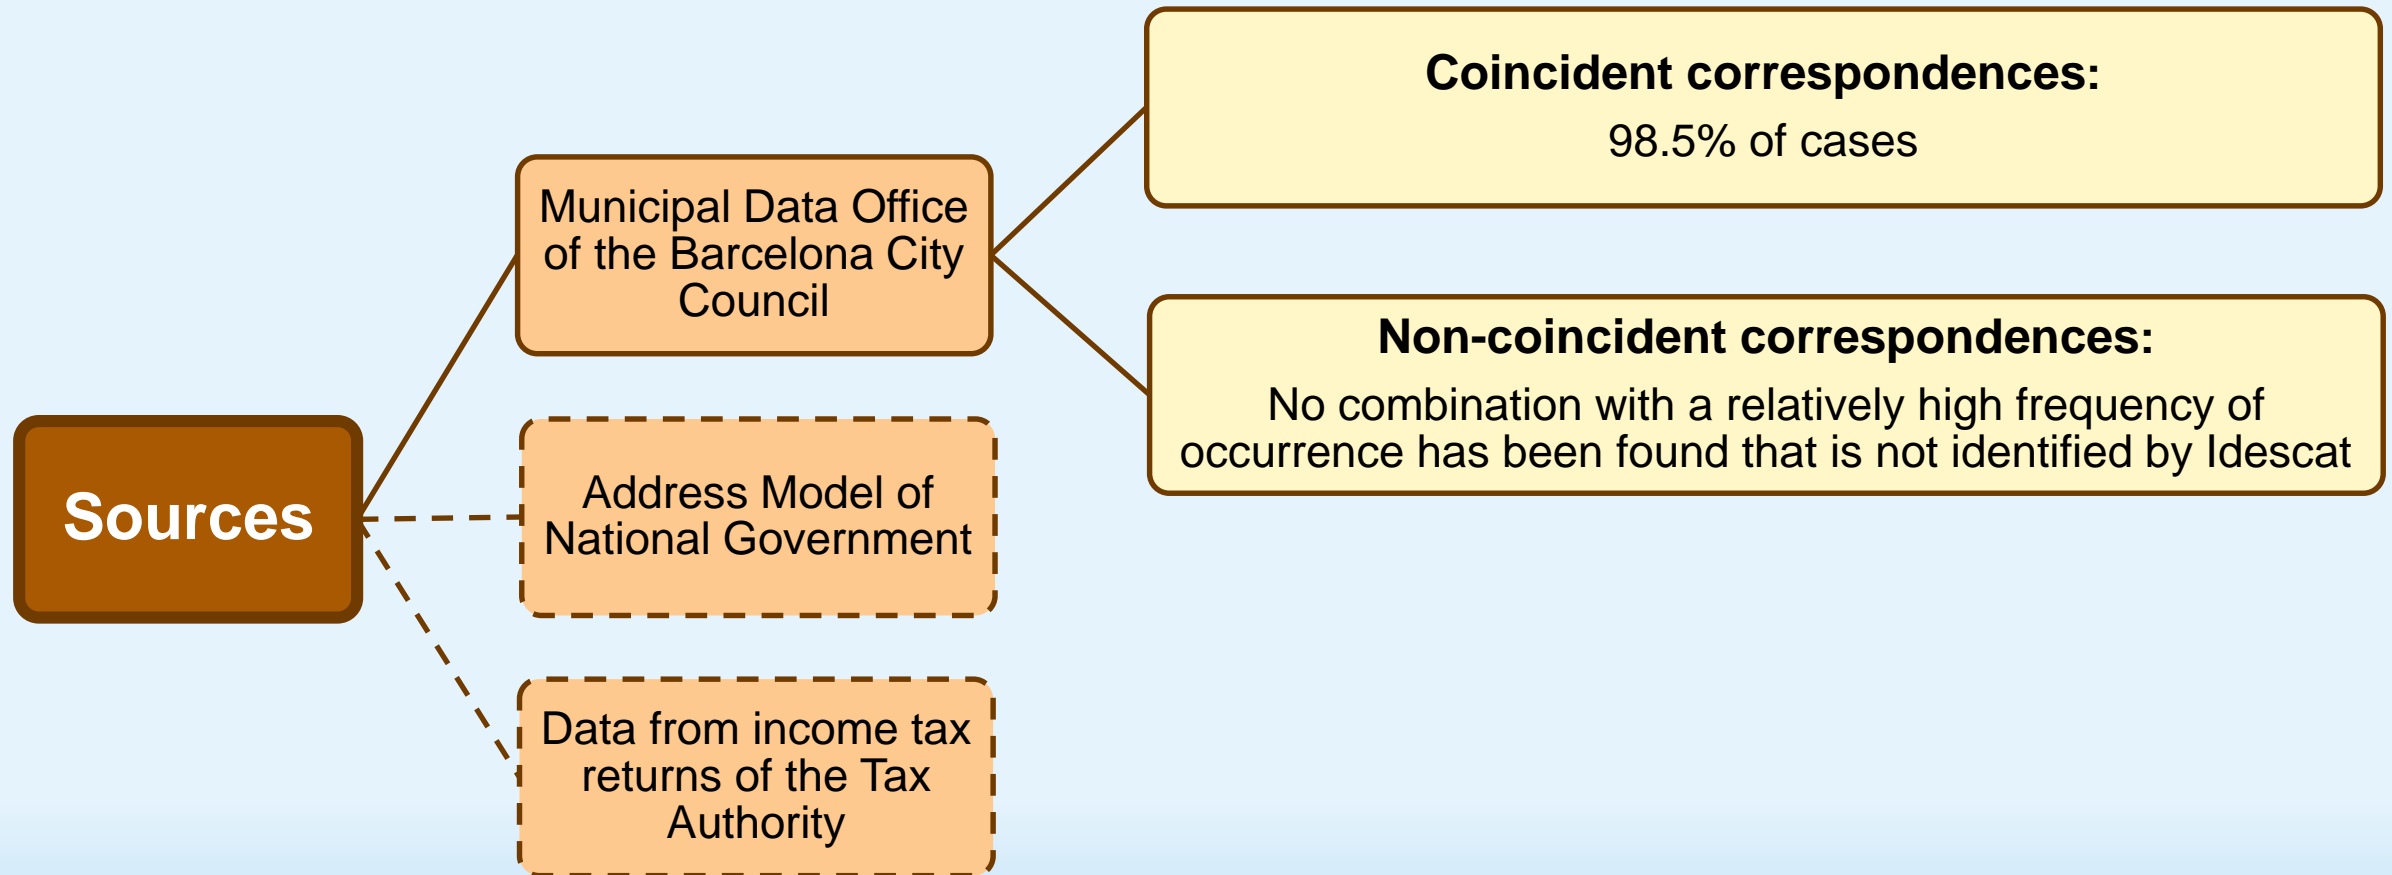 Sources
Municipal Data Office
of the Barcelona City
Council
Address Model of
National Government
Data from income tax
returns of the Tax
Authority
Coincident correspondences:
98.5% of cases
Non-coincident correspondences:
No combination with a relatively high frequency of
occurrence has been found that is not identified by Idescat